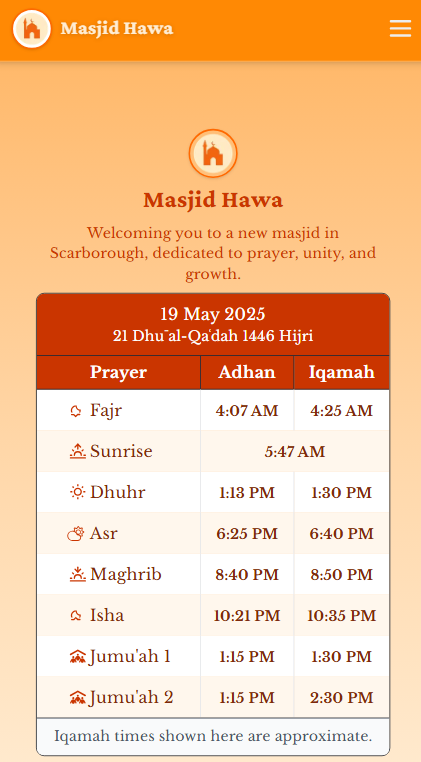 Masjid Hawa
Masjid Hawa
Welcoming you to a new masjid in
Scarborough, dedicated to prayer, unity, and
growth.
19 May 2025
21 Dhuˉal-Qa'dah 1446 Hijri
Prayer Adhan Iqamah
Fajr 4:07 AM 4:25 AM
Sunrise 5:47 AM
Dhuhr 1:13 PM 1:30 PM
Asr 6:25 PM 6:40 PM
Maghrib 8:40 PM 8:50 PM
Isha 10:21 PM 10:35 PM
Jumu'ah 1 1:15 PM 1:30 PM
Jumu'ah 2 1:15 PM 2:30 PM
Iqamah times shown here are approximate.